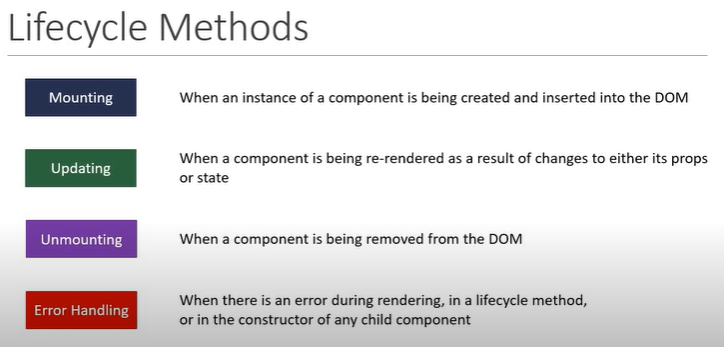 Lifecycle Methods
Mounting
When an instance of a component is being created and inserted into the DOM
Updating
When a component is being re-rendered as a result of changes to either its props
or state
Unmounting
When a component is being removed from the DOM
Error Handling
When there is an error during rendering, in a lifecycle method,
or in the constructor of any child component